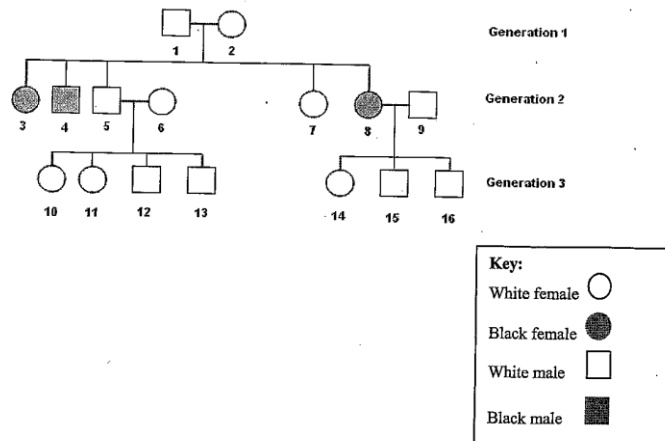 1 2 Generation 1
3 4 5 6 7 8 9 Generation 2
10 11 12 13 14 15 16 Generation 3
Key:
White female
Black female
White male
Black male